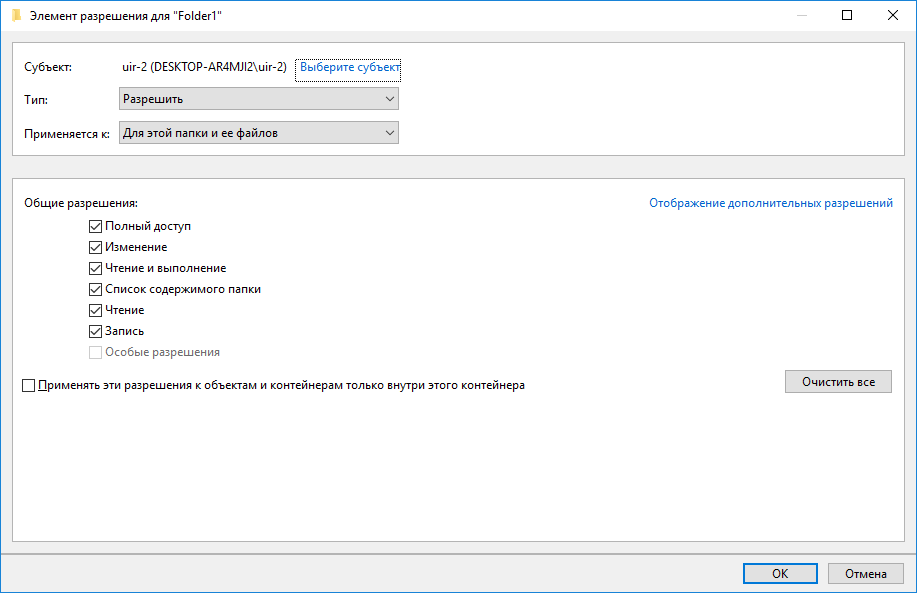 Элемент разрешения для "Folder1"
Субъект: uir-2 (DESKTOP-AR4MJI2\uir-2) Выберите субъект
Тип: Разрешить
Применяется к: Для этой папки и ее файлов
Общие разрешения: Отображение дополнительных разрешений
Полный доступ
Изменение
Чтение и выполнение
Список содержимого папки
Чтение
Запись
Особые разрешения
Применять эти разрешения к объектам и контейнерам только внутри этого контейнера
Очистить все
OK Отмена